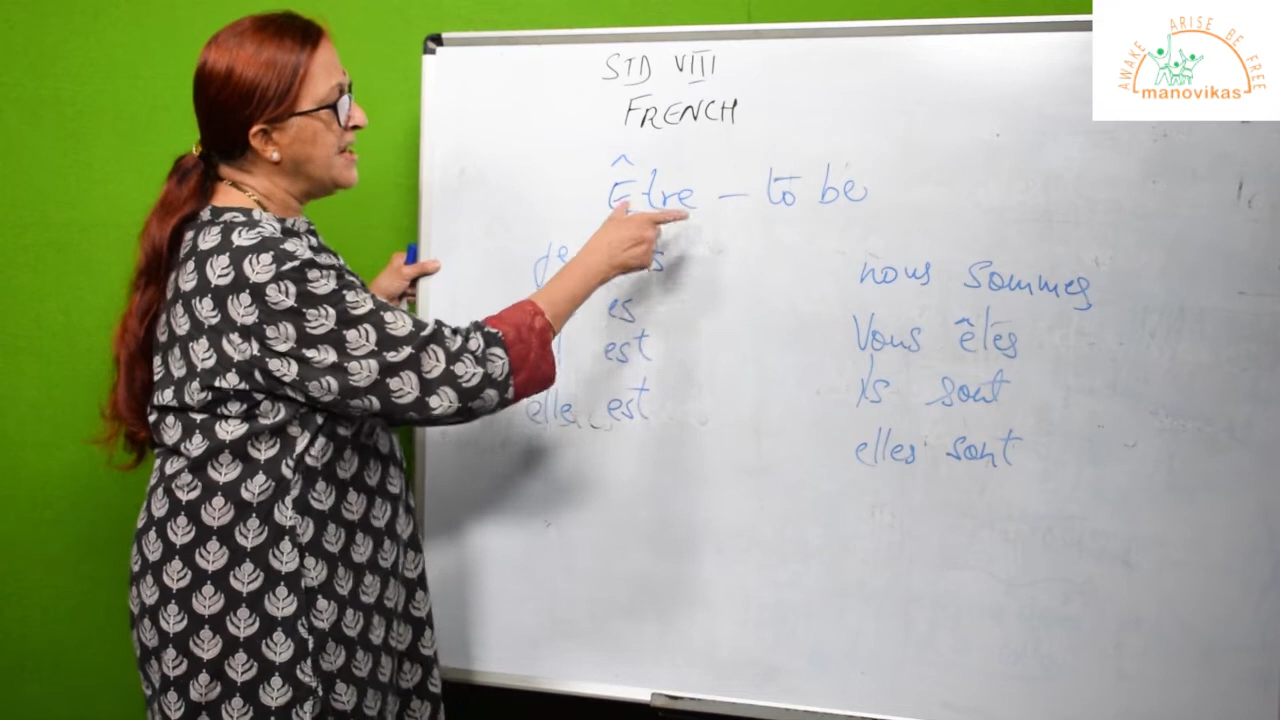 STD VIII
FRENCH
Être – to be
je
es
est
elle est
nous sommes
Vous êtes
ils sont
elles sont
AWAKE ARISE BE FREE
manovikas